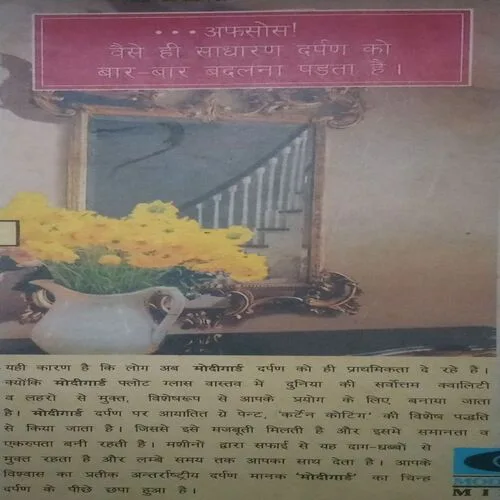 ... अफसोस!
वैसे ही साधारण दर्पण को
बार-बार बदलना पड़ता है।
यही कारण है कि लोग अब मोदीगार्ड दर्पण को ही प्राथमिकता दे रहे हैं।
क्योंकि मोदीगार्ड फ्लोट ग्लास वास्तव में दुनिया की सर्वोत्तम क्वालिटी
व लहरों से मुक्त, विशेषरूप से आपके प्रयोग के लिए बनाया जाता
है। मोदीगार्ड दर्पण पर आयातित ग्रे पेन्ट, 'कर्टेन कोटिंग' की विशेष पद्धति
से किया जाता है। जिससे इसे मजबूती मिलती है और इसमे समानता व
एकरुपता बनी रहती है। मशीनों द्वारा सफाई से यह दाग-धब्बों से
मुक्त रहता है और लम्बे समय तक आपका साथ देता है। आपके
विश्वास का प्रतीक अन्तर्राष्ट्रीय दर्पण मानक 'मोदीगार्ड' का चिन्ह
दर्पण के पीछे छपा हुआ है।